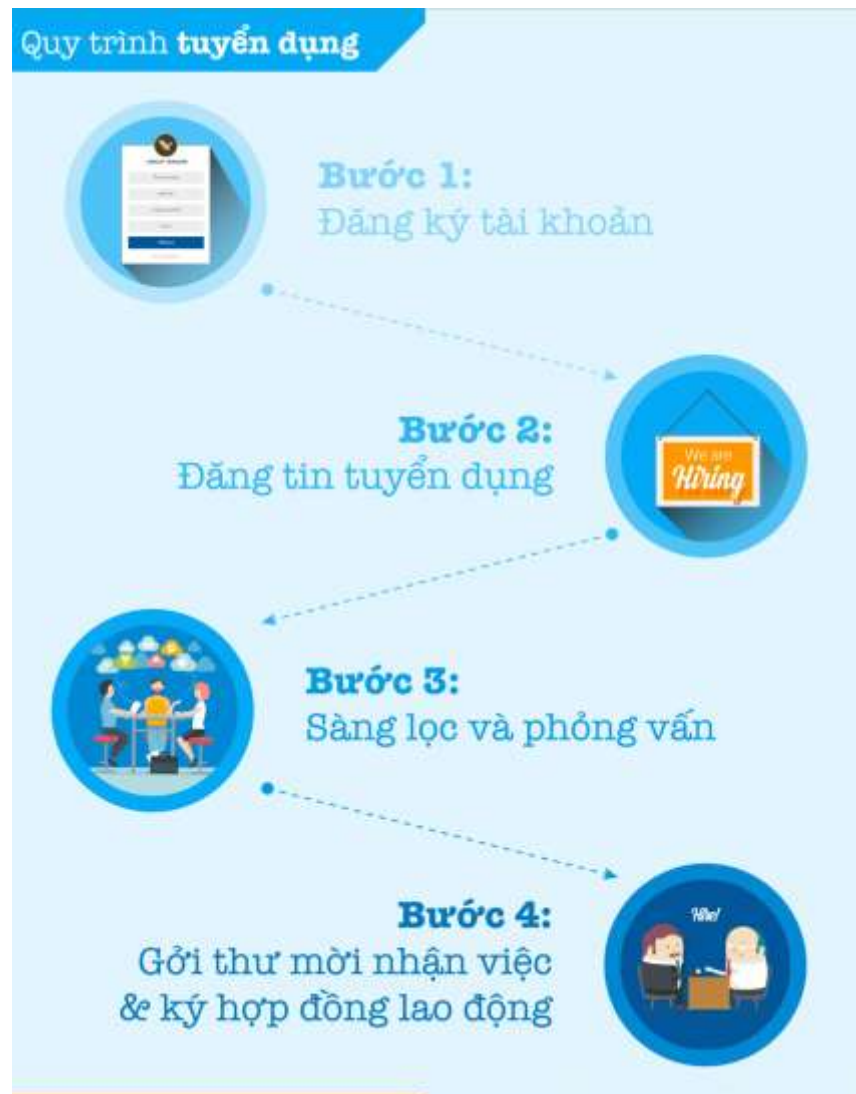 Quy trình tuyển dụng
Bước 1:
Đăng ký tài khoản
Bước 2:
Đăng tin tuyển dụng
We are
Hiring
Bước 3:
Sàng lọc và phỏng vấn
Bước 4:
Gởi thư mời nhận việc
& ký hợp đồng lao động
Hire!